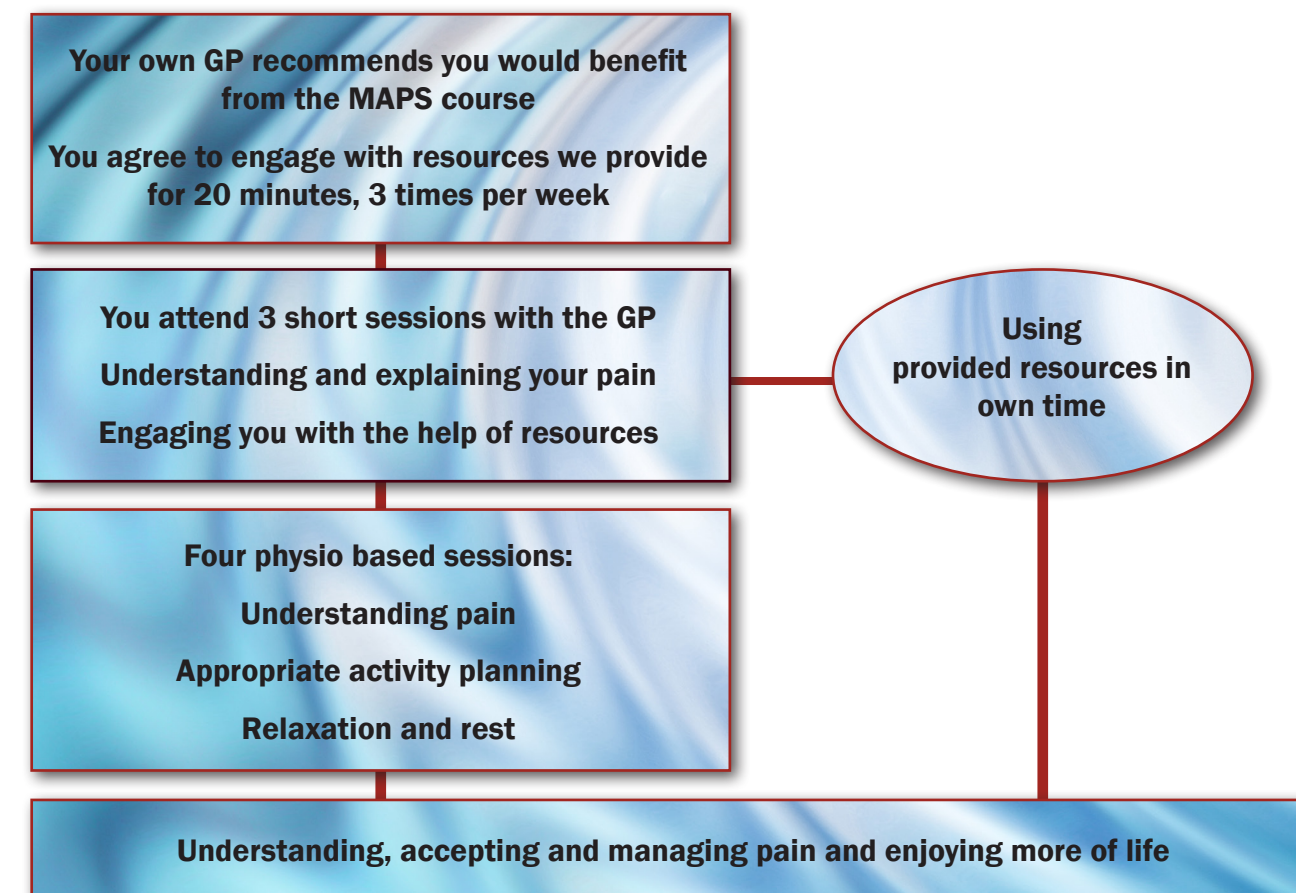 Your own GP recommends you would benefit
from the MAPS course
You agree to engage with resources we provide
for 20 minutes, 3 times per week
You attend 3 short sessions with the GP
Understanding and explaining your pain
Engaging you with the help of resources
Using
provided resources in
own time
Four physio based sessions:
Understanding pain
Appropriate activity planning
Relaxation and rest
Understanding, accepting and managing pain and enjoying more of life